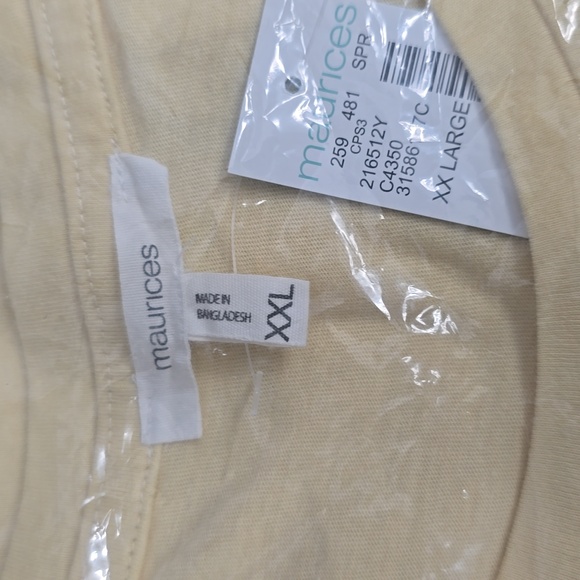 maurices
259 481 SPR
CPS3
216512Y
C4350
XX LARGE
maurices
MADE IN
BANGLADESH
XXL